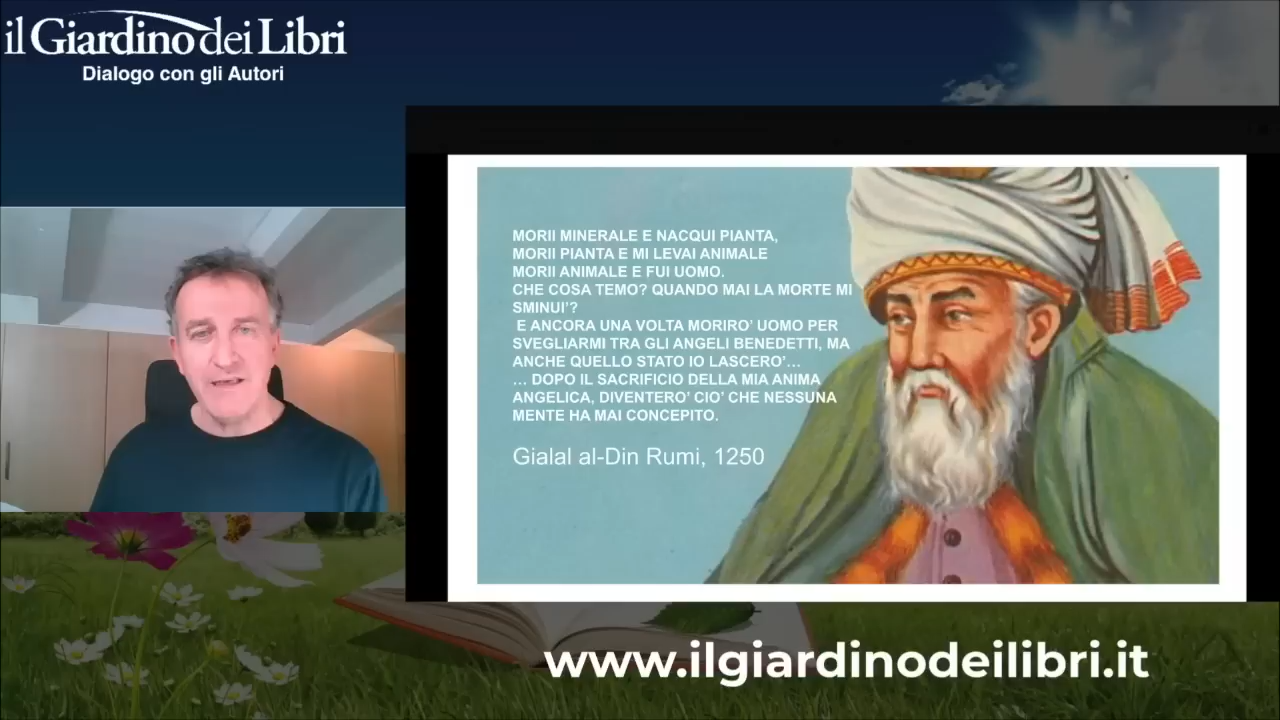 il Giardino dei Libri
Dialogo con gli Autori
MORII MINERALE E NACQUI PIANTA,
MORII PIANTA E MI LEVAI ANIMALE
MORII ANIMALE E FUI UOMO.
CHE COSA TEMO? QUANDO MAI LA MORTE MI
SMINUI'?
E ANCORA UNA VOLTA MORIRO' UOMO PER
SVEGLIARMI TRA GLI ANGELI BENEDETTI, MA
ANCHE QUELLO STATO IO LASCERO'...
... DOPO IL SACRIFICIO DELLA MIA ANIMA
ANGELICA, DIVENTERO' CIO' CHE NESSUNA
MENTE HA MAI CONCEPITO.
Gialal al-Din Rumi, 1250
www.ilgiardinodeilibri.it